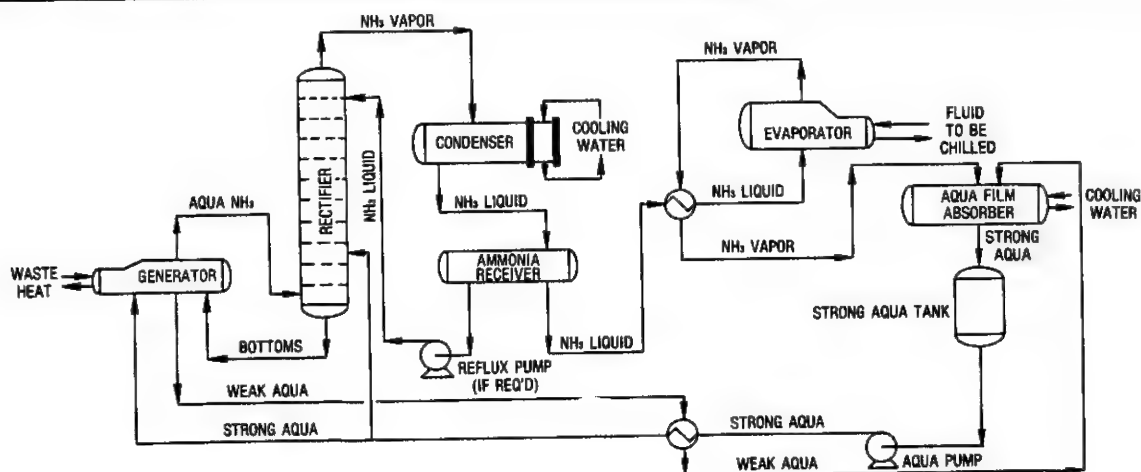 NH₃ VAPOR
NH₃ VAPOR
FLUID
TO BE
CHILLED
EVAPORATOR
COOLING
WATER
CONDENSER
RECTIFIER
NH₃ LIQUID
NH₃ LIQUID
NH₃ LIQUID
AQUA NH₃
AQUA FILM
ABSORBER
COOLING
WATER
STRONG
AQUA
NH₃ VAPOR
AMMONIA
RECEIVER
WASTE
HEAT
GENERATOR
STRONG AQUA TANK
BOTTOMS
NH₃ LIQUID
REFLUX PUMP
(IF REQ'D)
WEAK AQUA
STRONG AQUA
STRONG AQUA
WEAK AQUA
AQUA PUMP